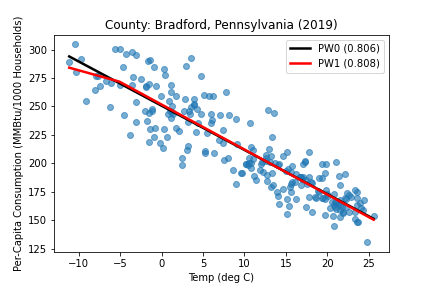 County: Bradford, Pennsylvania (2019)
Per-Capita Consumption (MMBtu/1000 Households)
300
275
250
225
200
175
150
125
PW0 (0.806)
PW1 (0.808)
−10 −5 0 5 10 15 20 25
Temp (deg C)